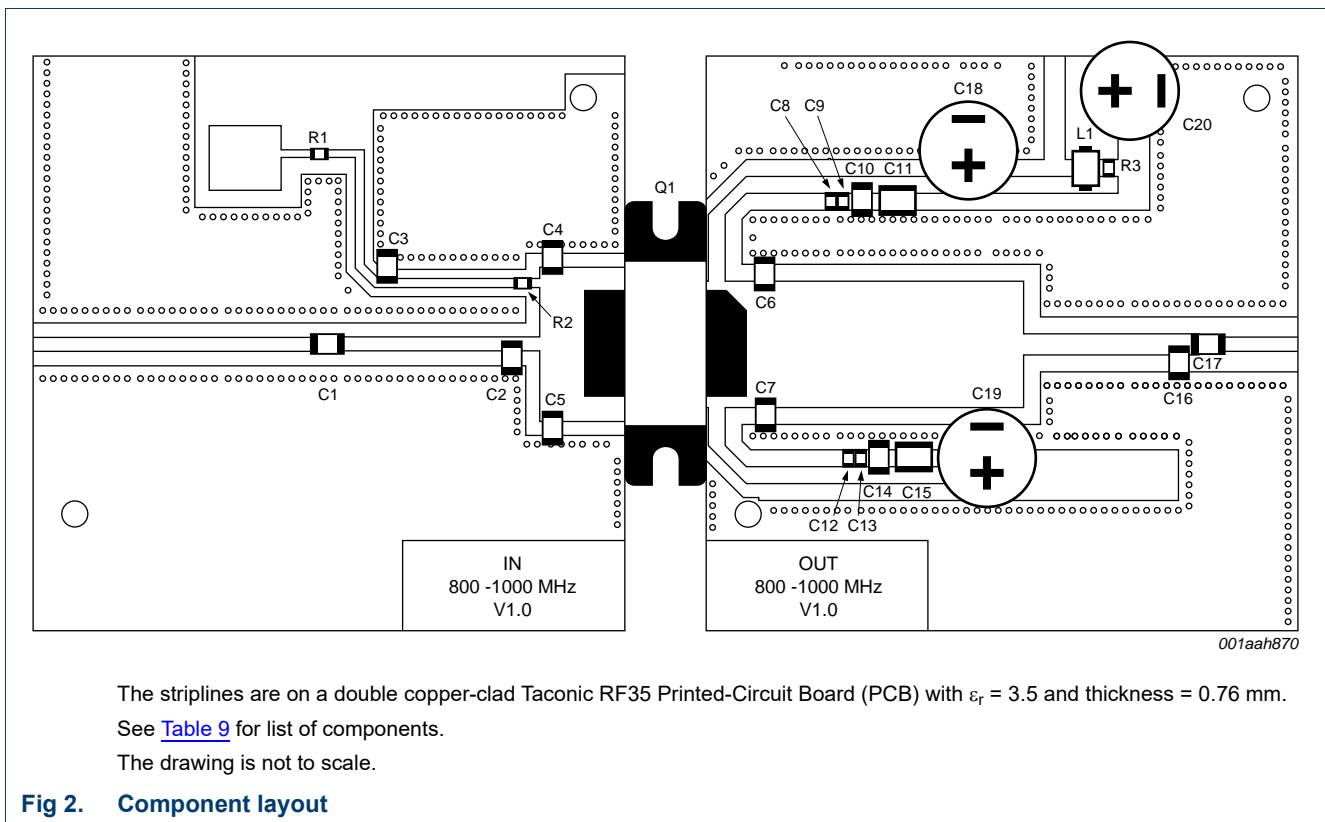 C18
C20
C8 C9
L1
R1
R3
C10 C11
Q1
C3
C4
C6
R2
C17
C1
C2
C16
C5
C7
C19
C14 C15
C12 C13
IN
800 -1000 MHz
V1.0
OUT
800 -1000 MHz
V1.0
001aah870
The striplines are on a double copper-clad Taconic RF35 Printed-Circuit Board (PCB) with εr = 3.5 and thickness = 0.76 mm.
See Table 9 for list of components.
The drawing is not to scale.
Fig 2. Component layout